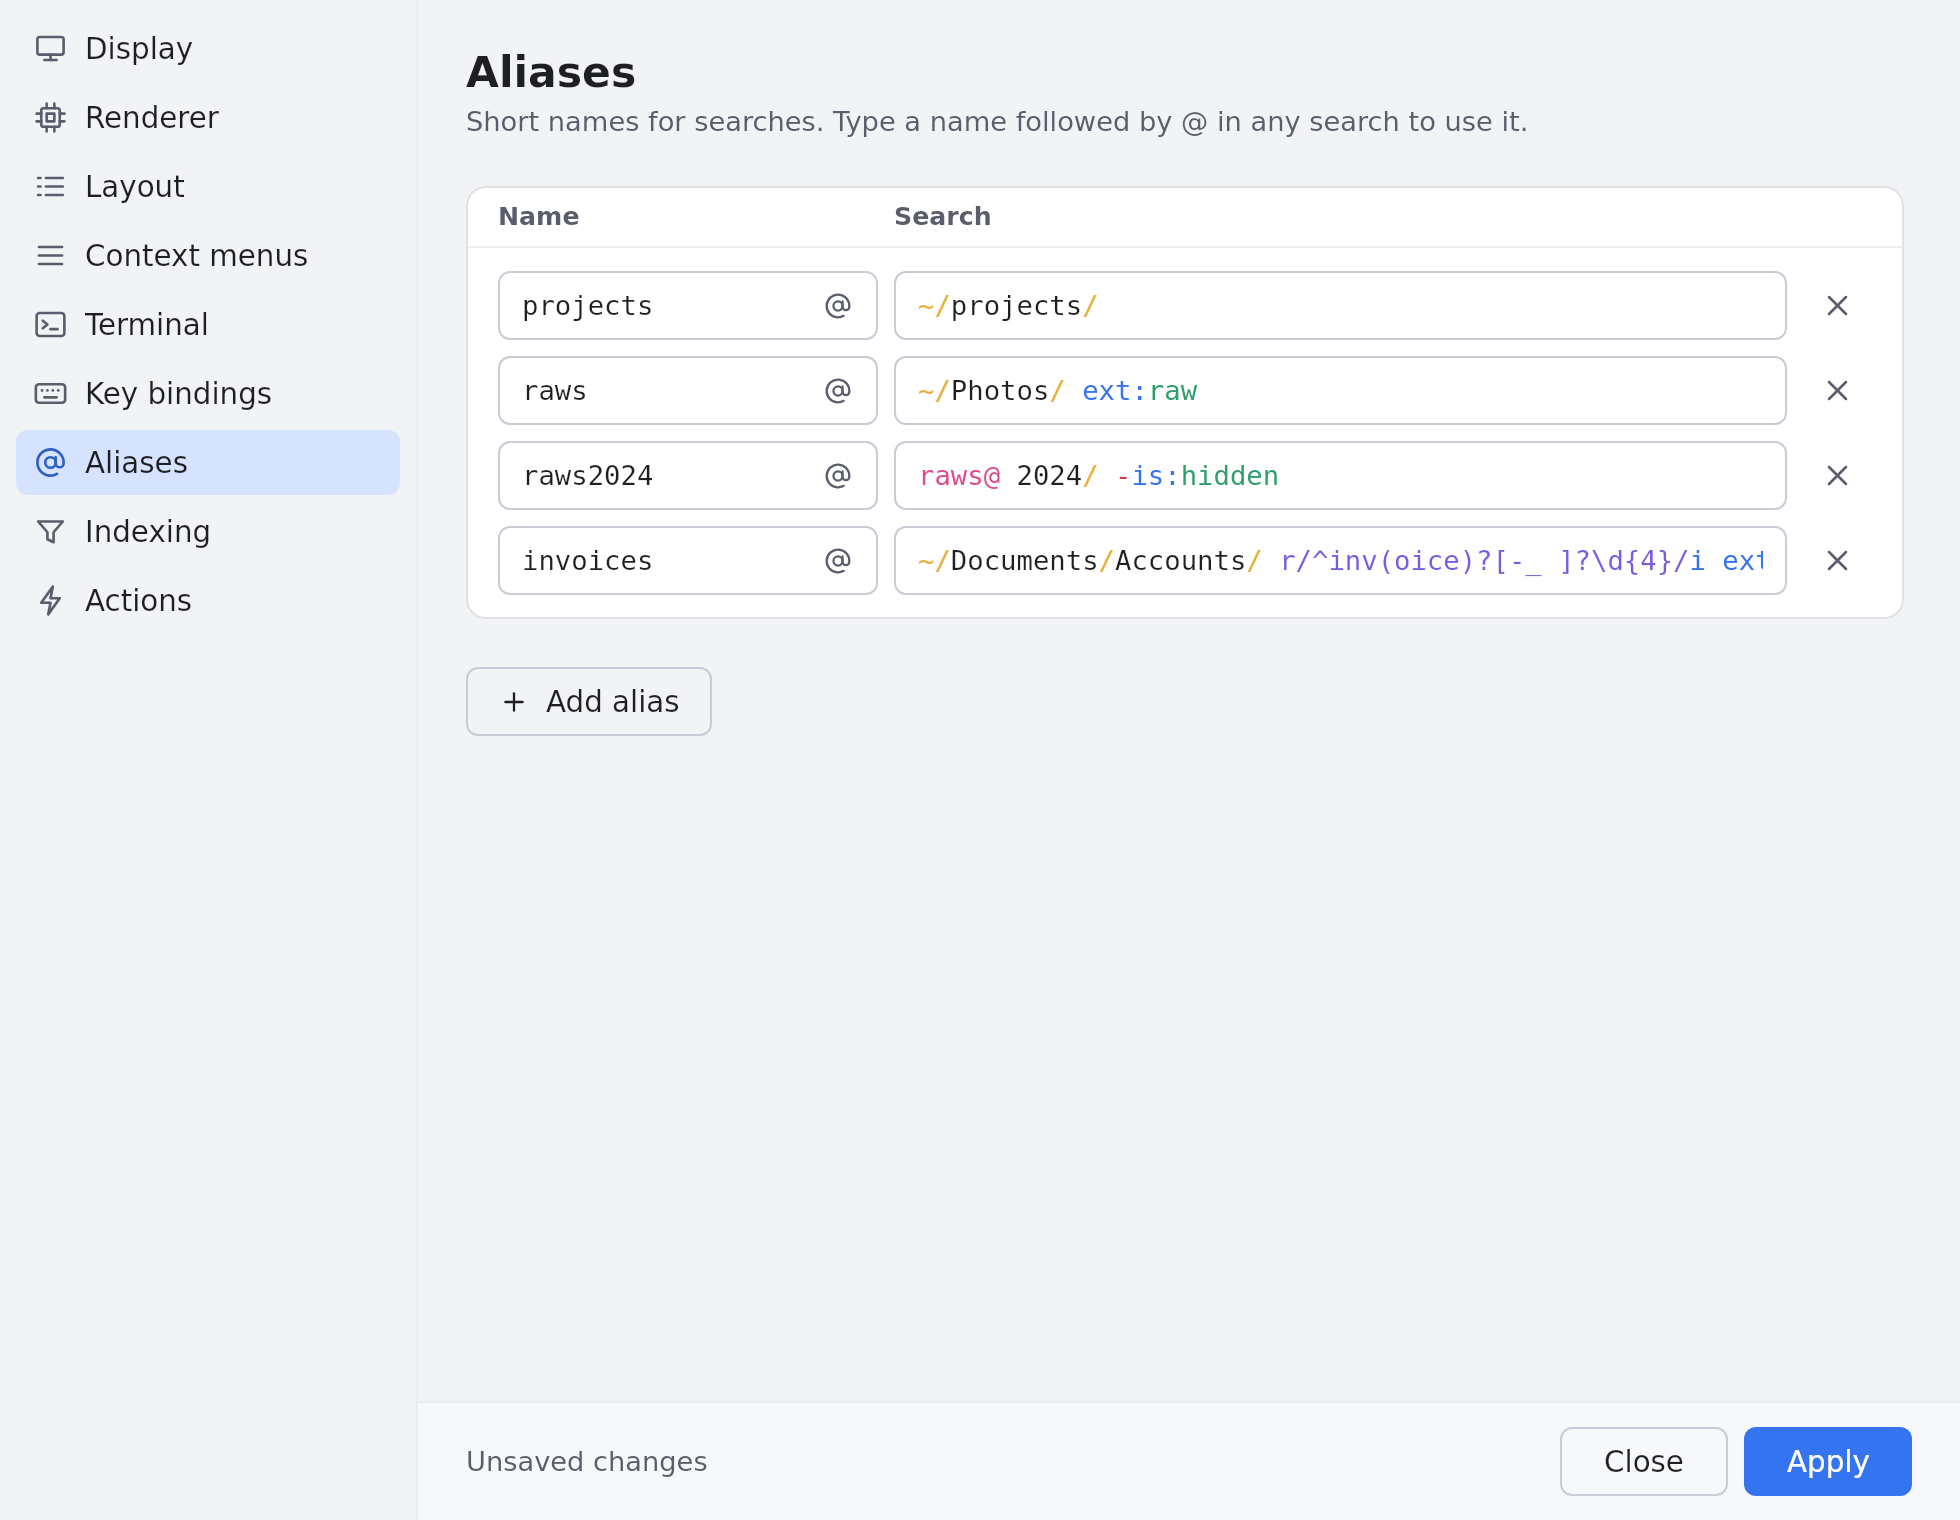 Display
Renderer
Layout
Context menus
Terminal
Key bindings
Aliases
Indexing
Actions
Aliases
Short names for searches. Type a name followed by @ in any search to use it.
Name Search
projects @ ~/projects/
raws @ ~/Photos/ ext:raw
raws2024 @ raws@ 2024/ -is:hidden
invoices @ ~/Documents/Accounts/ r/^inv(oice)?[-_ ]?\d{4}/i ext
Add alias
Unsaved changes
Close Apply